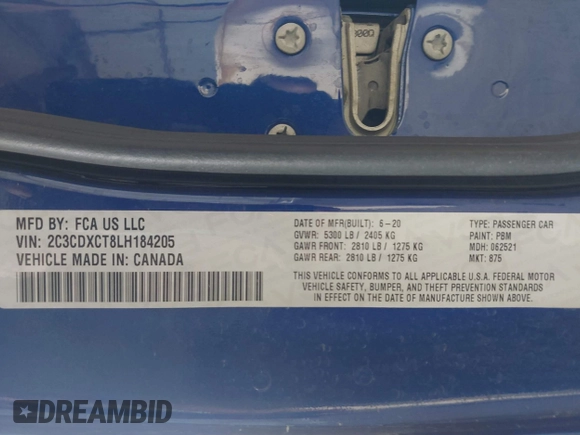 MFD BY: FCA US LLC
VIN: 2C3CDXCT8LH184205
VEHICLE MADE IN: CANADA
DATE OF MFR(BUILT): 6-20
GVWR: 5300 LB / 2405 KG
GAWR FRONT: 2810 LB / 1275 KG
GAWR REAR: 2810 LB / 1275 KG
TYPE: PASSENGER CAR
PAINT: PBM
MDH: 062521
MKT: 875
THIS VEHICLE CONFORMS TO ALL APPLICABLE U.S.A. FEDERAL MOTOR
VEHICLE SAFETY, BUMPER, AND THEFT PREVENTION STANDARDS
IN EFFECT ON THE DATE OF MANUFACTURE SHOWN ABOVE.
DREAMBID